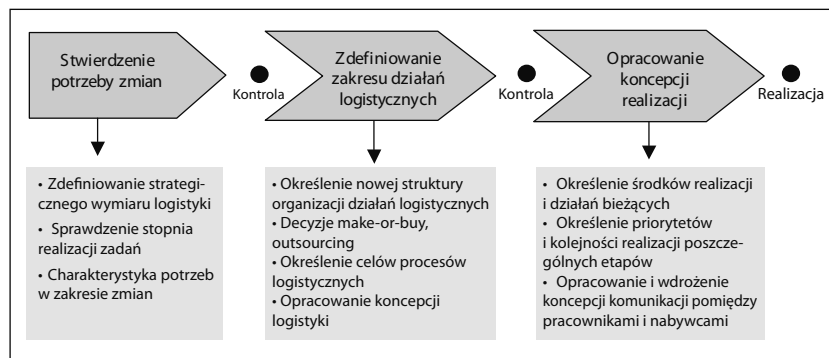 Stwierdzenie
potrzeby zmian
Kontrola
Zdefiniowanie
zakresu działań
logistycznych
Kontrola
Opracowanie
koncepcji
realizacji
Realizacja
• Zdefiniowanie strategi-
cznego wymiaru logistyki
• Sprawdzenie stopnia
realizacji zadań
• Charakterystyka potrzeb
w zakresie zmian
• Określenie nowej struktury
organizacji działań logistycznych
• Decyzje make-or-buy,
outsourcing
• Określenie celów procesów
logistycznych
• Opracowanie koncepcji
logistyki
• Określenie środków realizacji
i działań bieżących
• Określenie priorytetów
i kolejności realizacji poszcze-
gólnych etapów
• Opracowanie i wdrożenie
koncepcji komunikacji pomiędzy
pracownikami i nabywcami